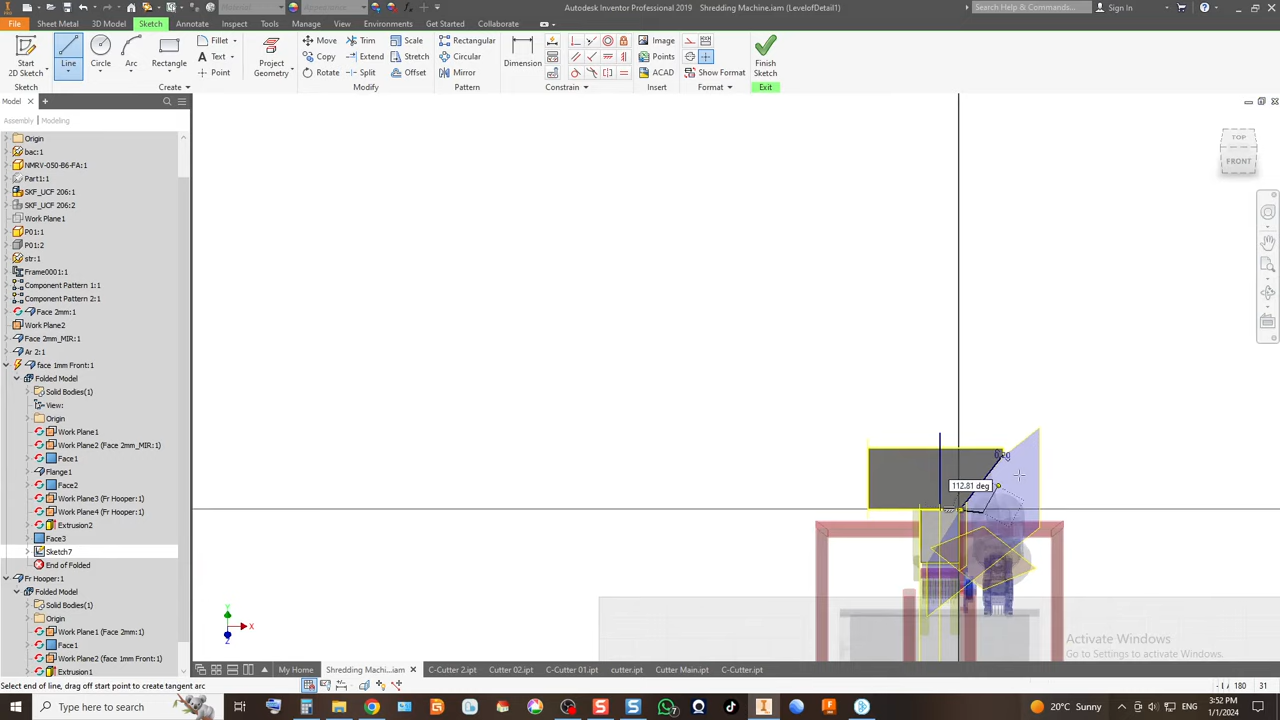 Material
Appearance
Autodesk Inventor Professional 2019 Shredding Machine.iam (LevelofDetail1)
Search Help & Commands...
Sign In
File Sheet Metal 3D Model Sketch Annotate Inspect Tools Manage View Environments Get Started Collaborate
Start 2D Sketch
Line
Circle
Arc
Rectangle
Fillet
Text
Point
Project Geometry
Move
Copy
Rotate
Trim
Extend
Split
Scale
Stretch
Offset
Rectangular
Circular
Mirror
Dimension
Image
Points
ACAD
Show Format
Finish Sketch
Sketch Create Modify Pattern Constrain Insert Format Exit
Model
Assembly Modeling
Origin
bac:1
NMRV-050-B6-FA:1
Part1:1
SKF_UCF 206:1
SKF_UCF 206:2
Work Plane1
P01:1
P01:2
str:1
Frame0001:1
Component Pattern 1:1
Component Pattern 2:1
Face 2mm:1
Work Plane2
Face 2mm_MIR:1
Ar 2:1
face 1mm Front:1
Folded Model
Solid Bodies(1)
View:
Origin
Work Plane1
Work Plane2 (Face 2mm_MIR:1)
Face1
Flange1
Face2
Work Plane3 (Fr Hooper:1)
Work Plane4 (Fr Hooper:1)
Extrusion2
Face3
Sketch7
End of Folded
Fr Hooper:1
Folded Model
Solid Bodies(1)
Origin
Work Plane1 (Face 2mm:1)
Face1
Work Plane2 (face 1mm Front:1)
Extrusion1
TOP
FRONT
112.81 deg
X
Y
Z
Activate Windows
Go to Settings to activate Windows.
My Home Shredding Machi...iam C-Cutter 2.ipt Cutter 02.ipt C-Cutter 01.ipt cutter.ipt Cutter Main.ipt C-Cutter.ipt
Select end of line, drag off start point to create tangent arc
180 31
Type here to search
20°C Sunny
3:52 PM
1/1/2024